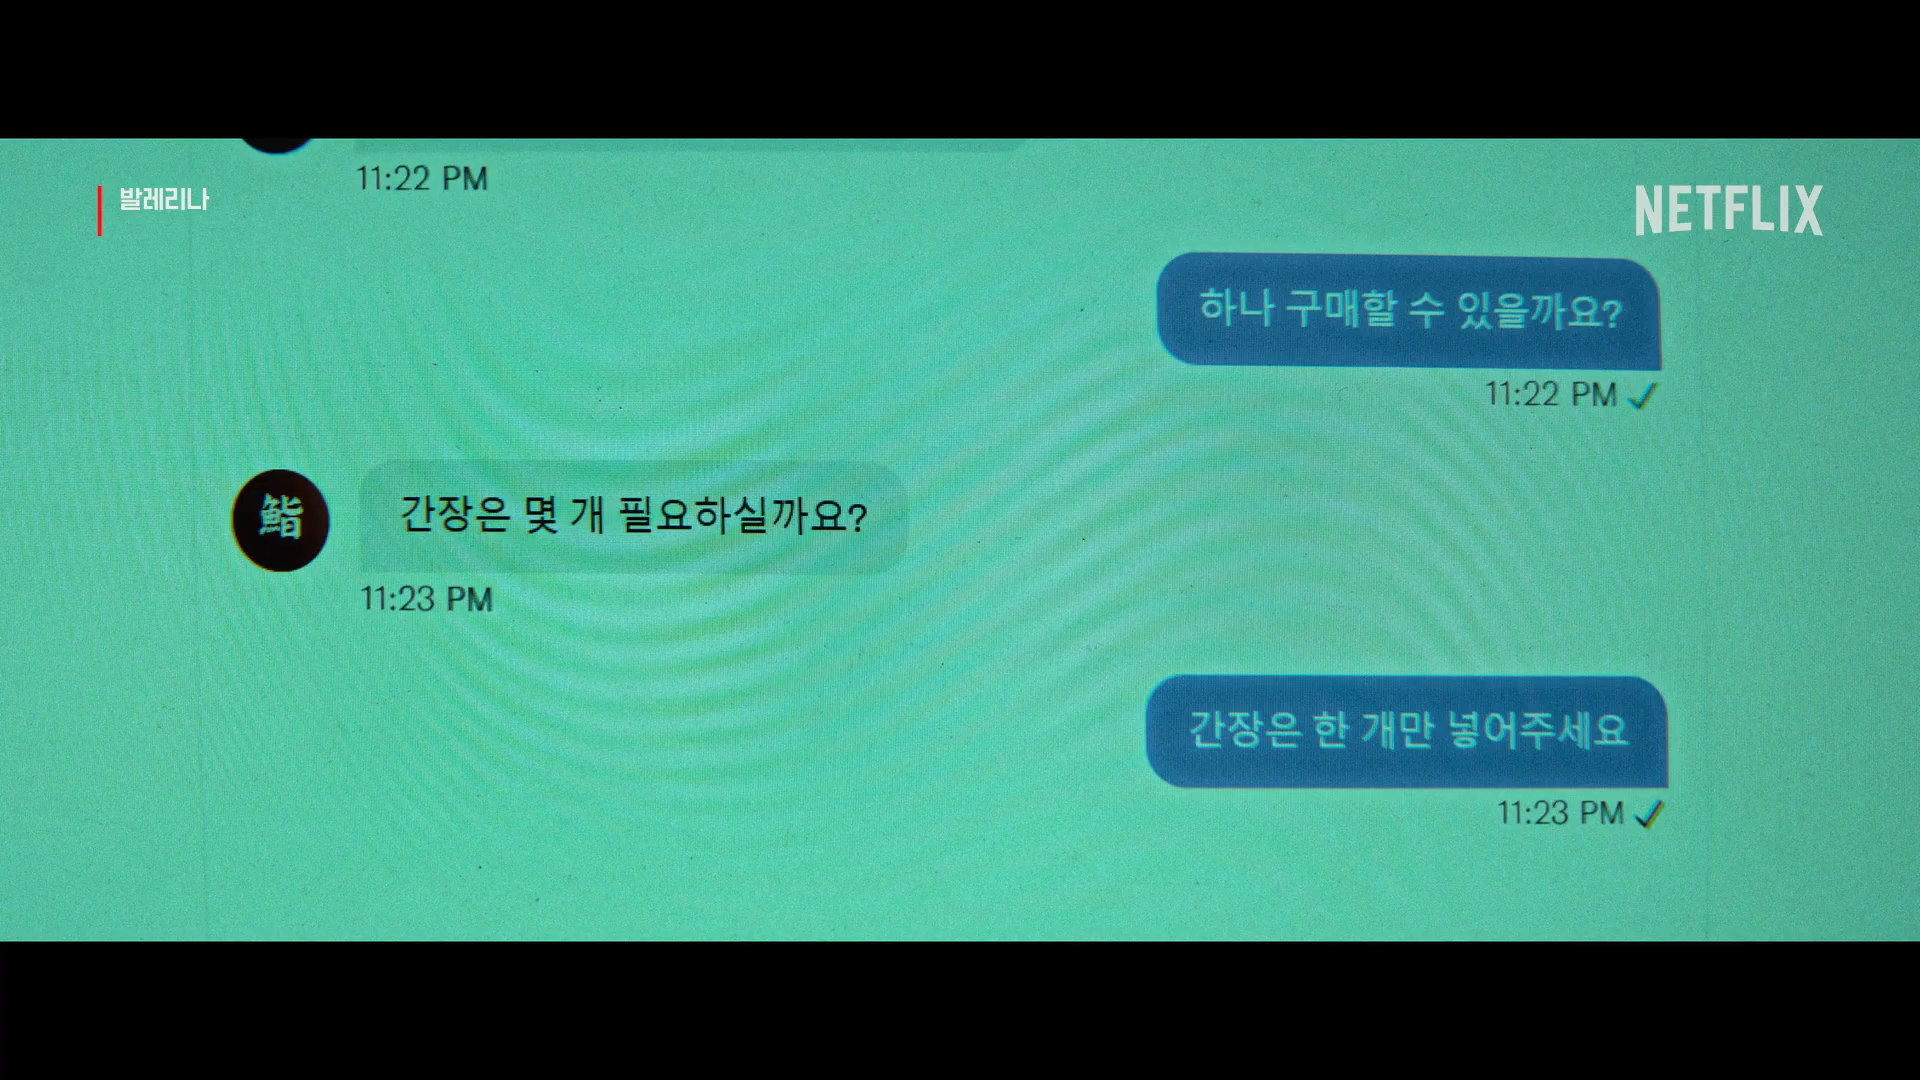 11:22 PM
발레리나
NETFLIX
하나 구매할 수 있을까요?
11:22 PM
鮨
간장은 몇 개 필요하실까요?
11:23 PM
간장은 한 개만 넣어주세요
11:23 PM